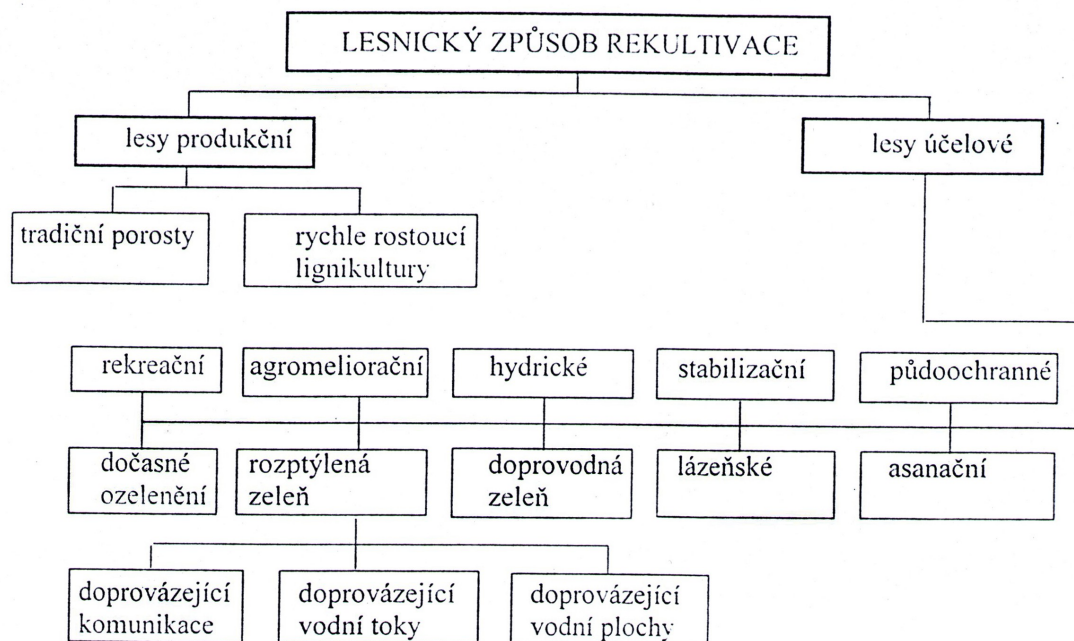 LESNICKÝ ZPŮSOB REKULTIVACE
lesy produkční
lesy účelové
tradiční porosty
rychle rostoucí
lignikultury
rekreační
agromeliorační
hydrické
stabilizační
půdoochranné
dočasné
ozelenění
rozptýlená
zeleň
doprovodná
zeleň
lázeňské
asanační
doprovázející
komunikace
doprovázející
vodní toky
doprovázející
vodní plochy